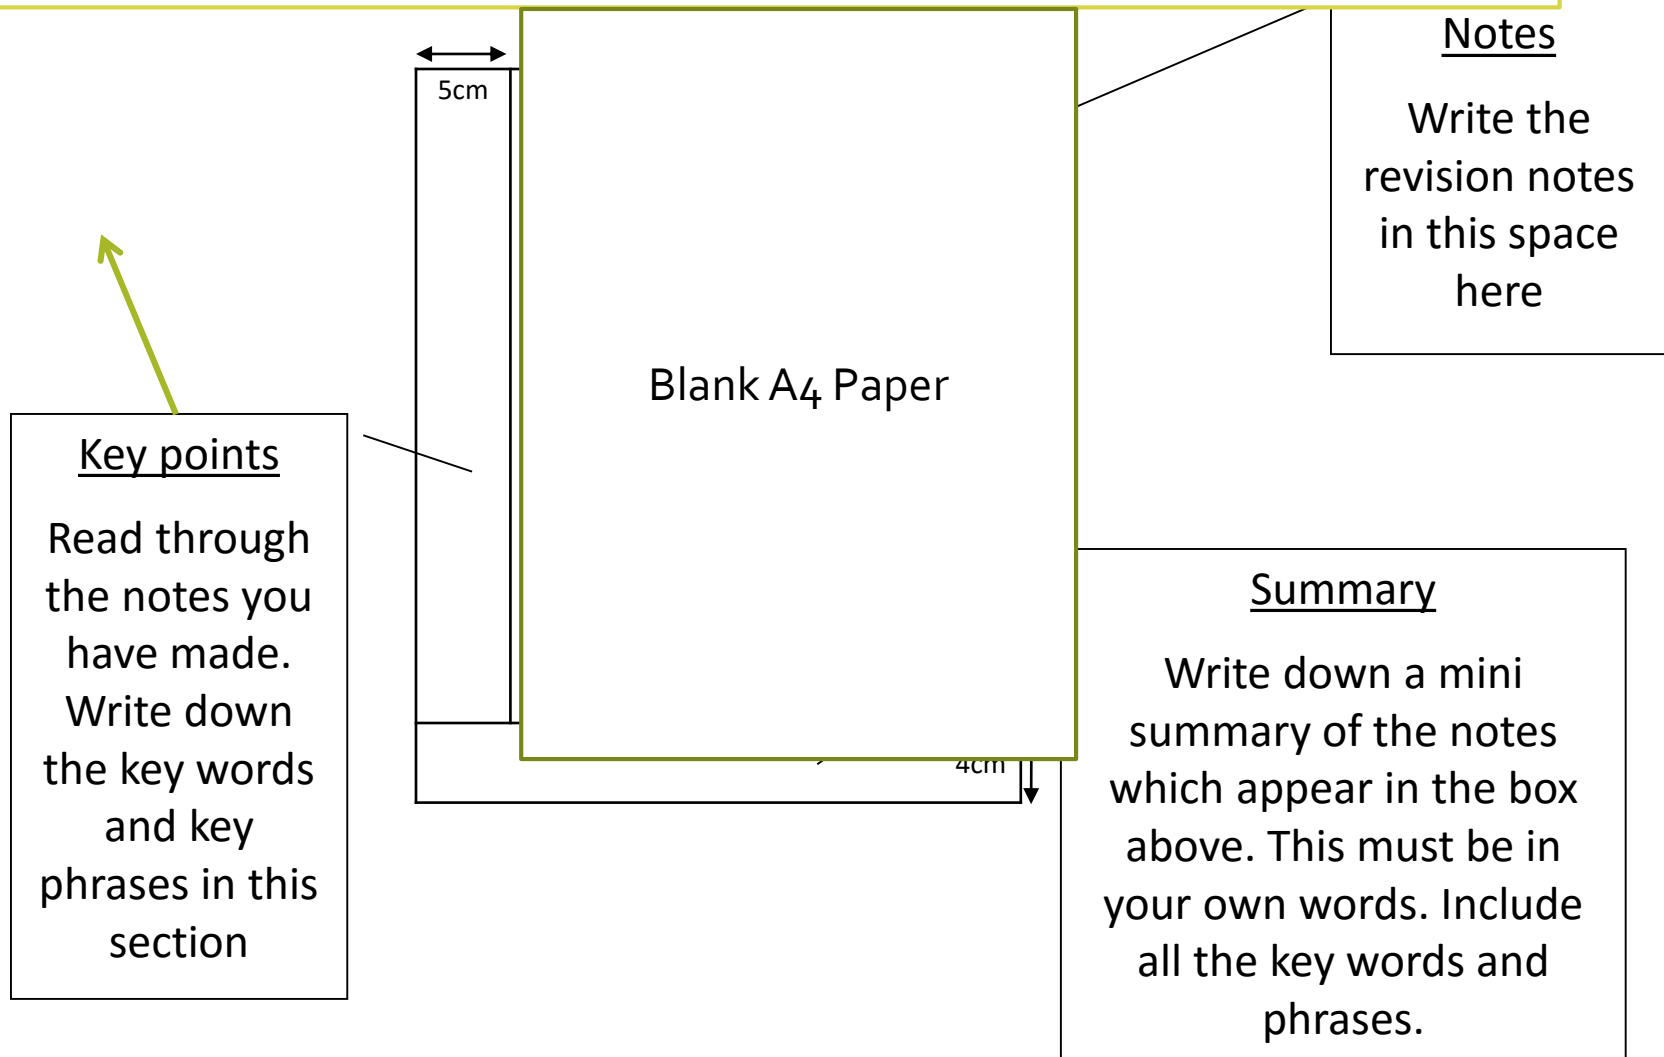 Notes
Write the
revision notes
in this space
here
5cm
Blank A4 Paper
Key points
Read through
the notes you
have made.
Write down
the key words
and key
phrases in this
section
4cm
Summary
Write down a mini
summary of the notes
which appear in the box
above. This must be in
your own words. Include
all the key words and
phrases.